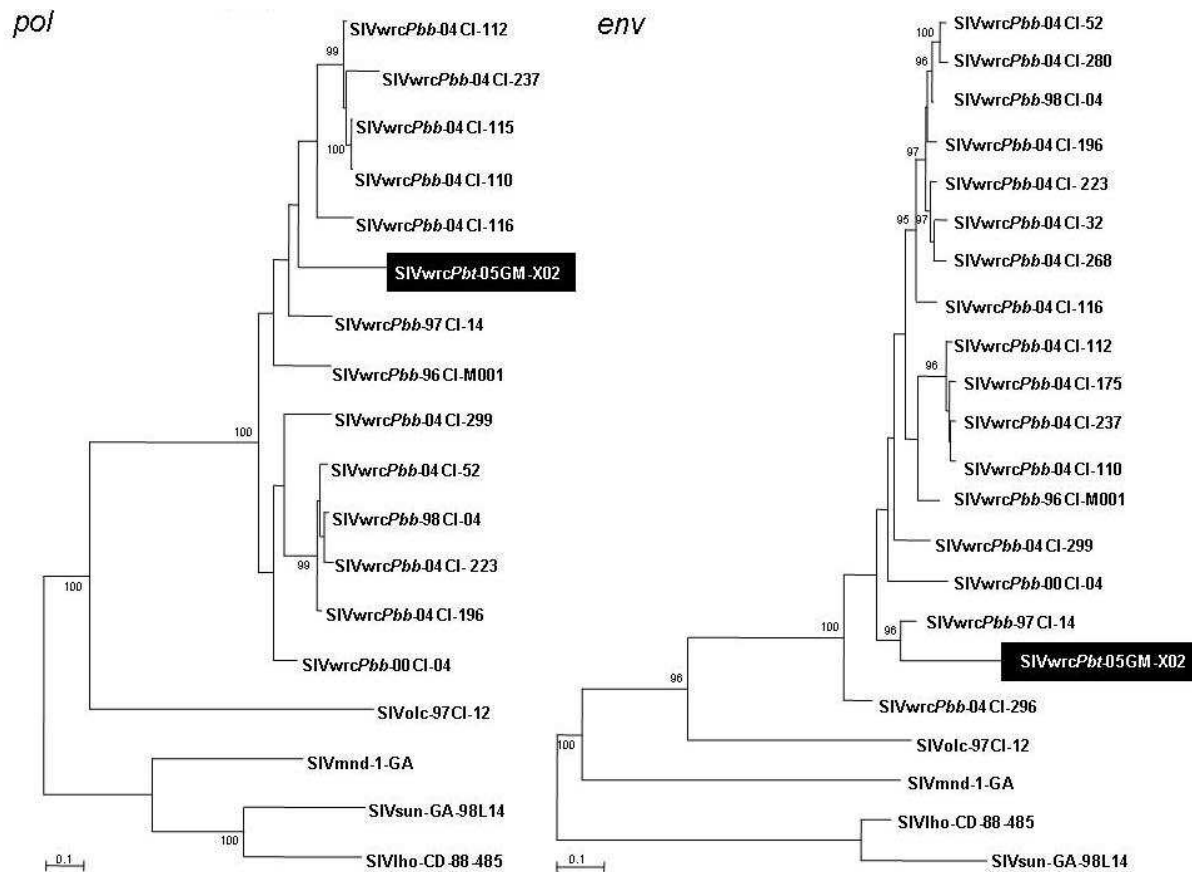 pol
SIVwrcPbb-04CI-112
99
SIVwrcPbb-04CI-237
SIVwrcPbb-04CI-115
100
SIVwrcPbb-04CI-110
SIVwrcPbb-04CI-116
SIVwrcPbt-05GM-X02
SIVwrcPbb-97CI-14
SIVwrcPbb-96CI-M001
SIVwrcPbb-04CI-299
100
SIVwrcPbb-04CI-52
SIVwrcPbb-98CI-04
SIVwrcPbb-04CI-223
99
100
SIVwrcPbb-04CI-196
SIVwrcPbb-00CI-04
SIVolc-97CI-12
SIVmnd-1-GA
SIVsun-GA-98L14
100
SIVlho-CD-88-485
0.1
env
SIVwrcPbb-04CI-52
100
96
SIVwrcPbb-04CI-280
SIVwrcPbb-98CI-04
SIVwrcPbb-04CI-196
97
SIVwrcPbb-04CI-223
95 97
SIVwrcPbb-04CI-32
SIVwrcPbb-04CI-268
SIVwrcPbb-04CI-116
SIVwrcPbb-04CI-112
96
SIVwrcPbb-04CI-175
SIVwrcPbb-04CI-237
SIVwrcPbb-04CI-110
SIVwrcPbb-96CI-M001
SIVwrcPbb-04CI-299
SIVwrcPbb-00CI-04
SIVwrcPbb-97CI-14
100
96
SIVwrcPbt-05GM-X02
96
SIVwrcPbb-04CI-296
SIVolc-97CI-12
100
SIVmnd-1-GA
SIVlho-CD-88-485
SIVsun-GA-98L14
0.1